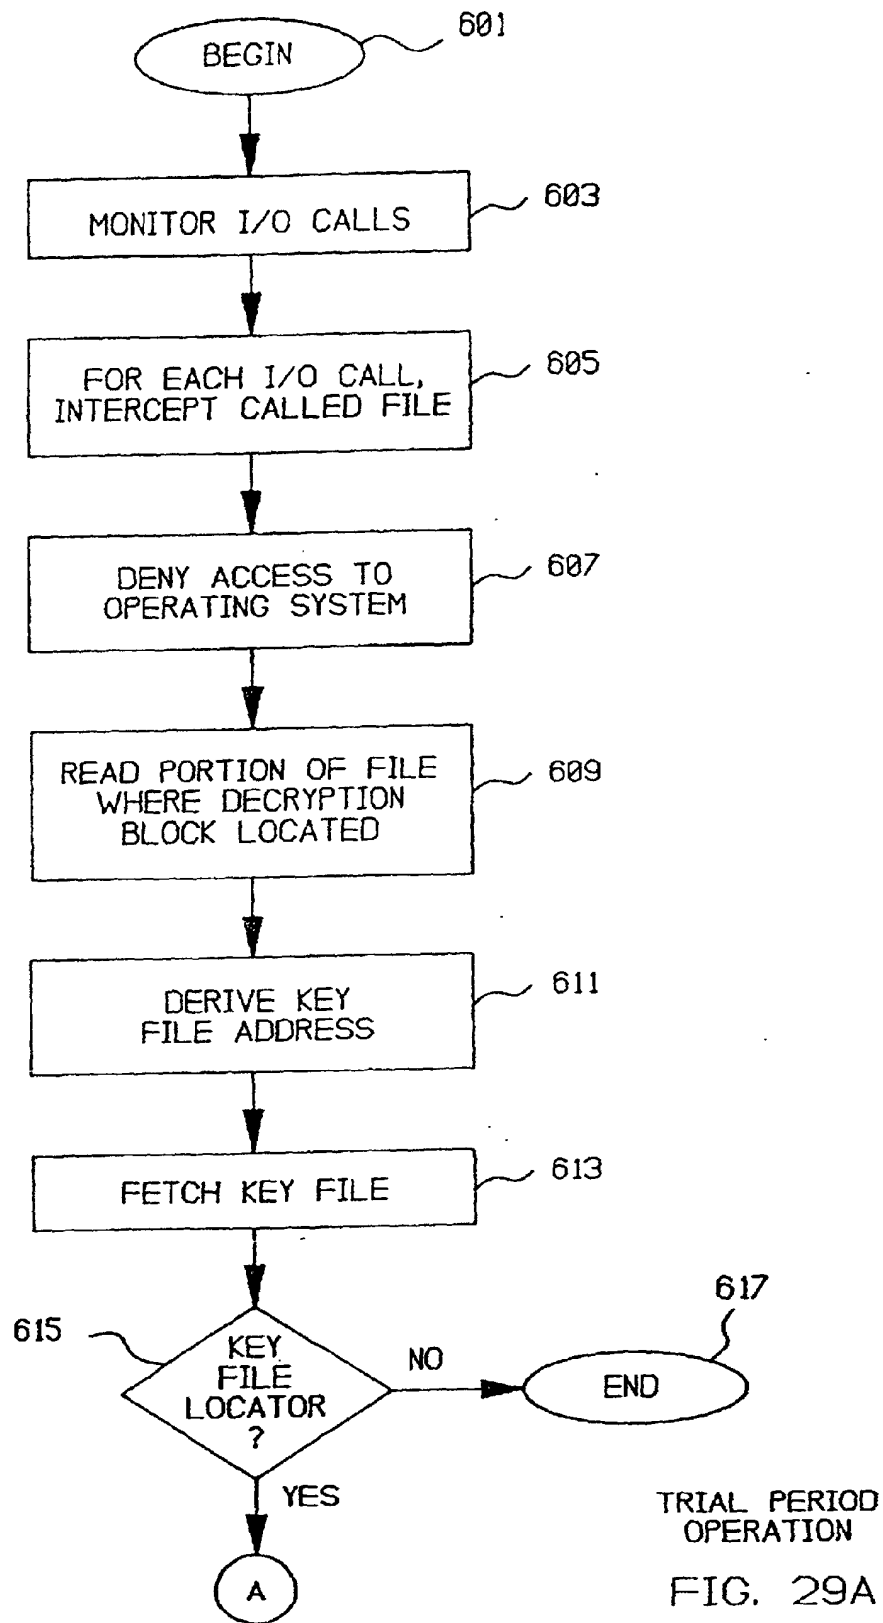 BEGIN
601
MONITOR I/O CALLS
603
FOR EACH I/O CALL,
INTERCEPT CALLED FILE
605
DENY ACCESS TO
OPERATING SYSTEM
607
READ PORTION OF FILE
WHERE DECRYPTION
BLOCK LOCATED
609
DERIVE KEY
FILE ADDRESS
611
FETCH KEY FILE
613
615
KEY
FILE
LOCATOR
?
NO
617
END
YES
A
TRIAL PERIOD
OPERATION
FIG. 29A